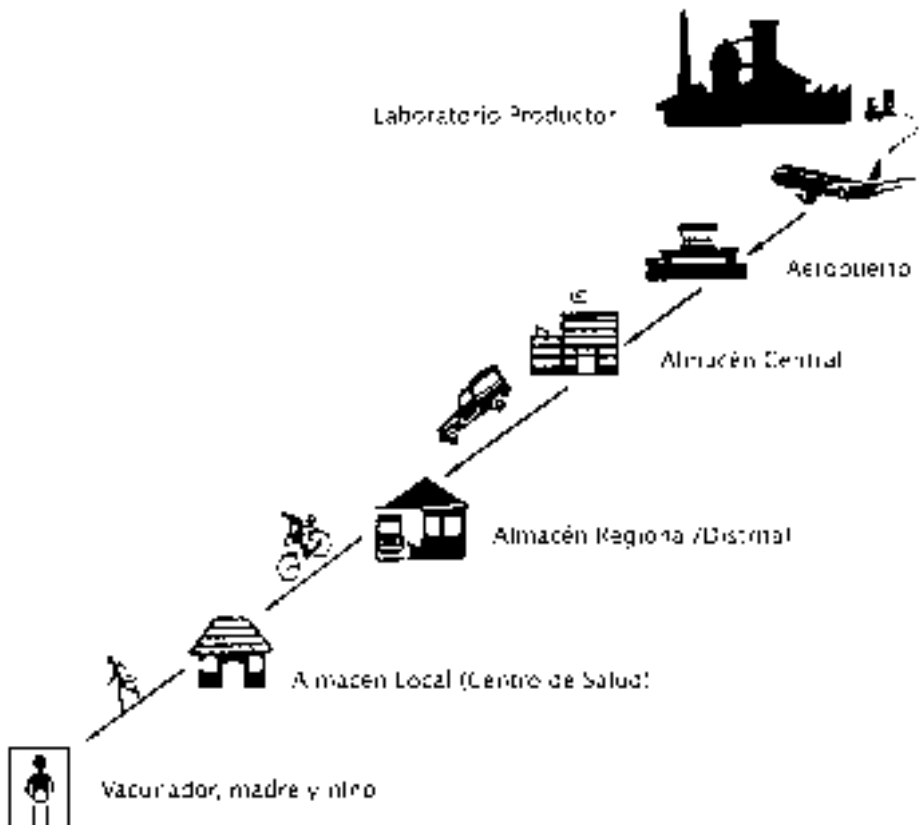 Laboratorio Productor
Aeropuerto
Almacén Central
Almacén Regional/Distrital
Almacen Local (Centro de Salud)
Vacunador, madre y niño